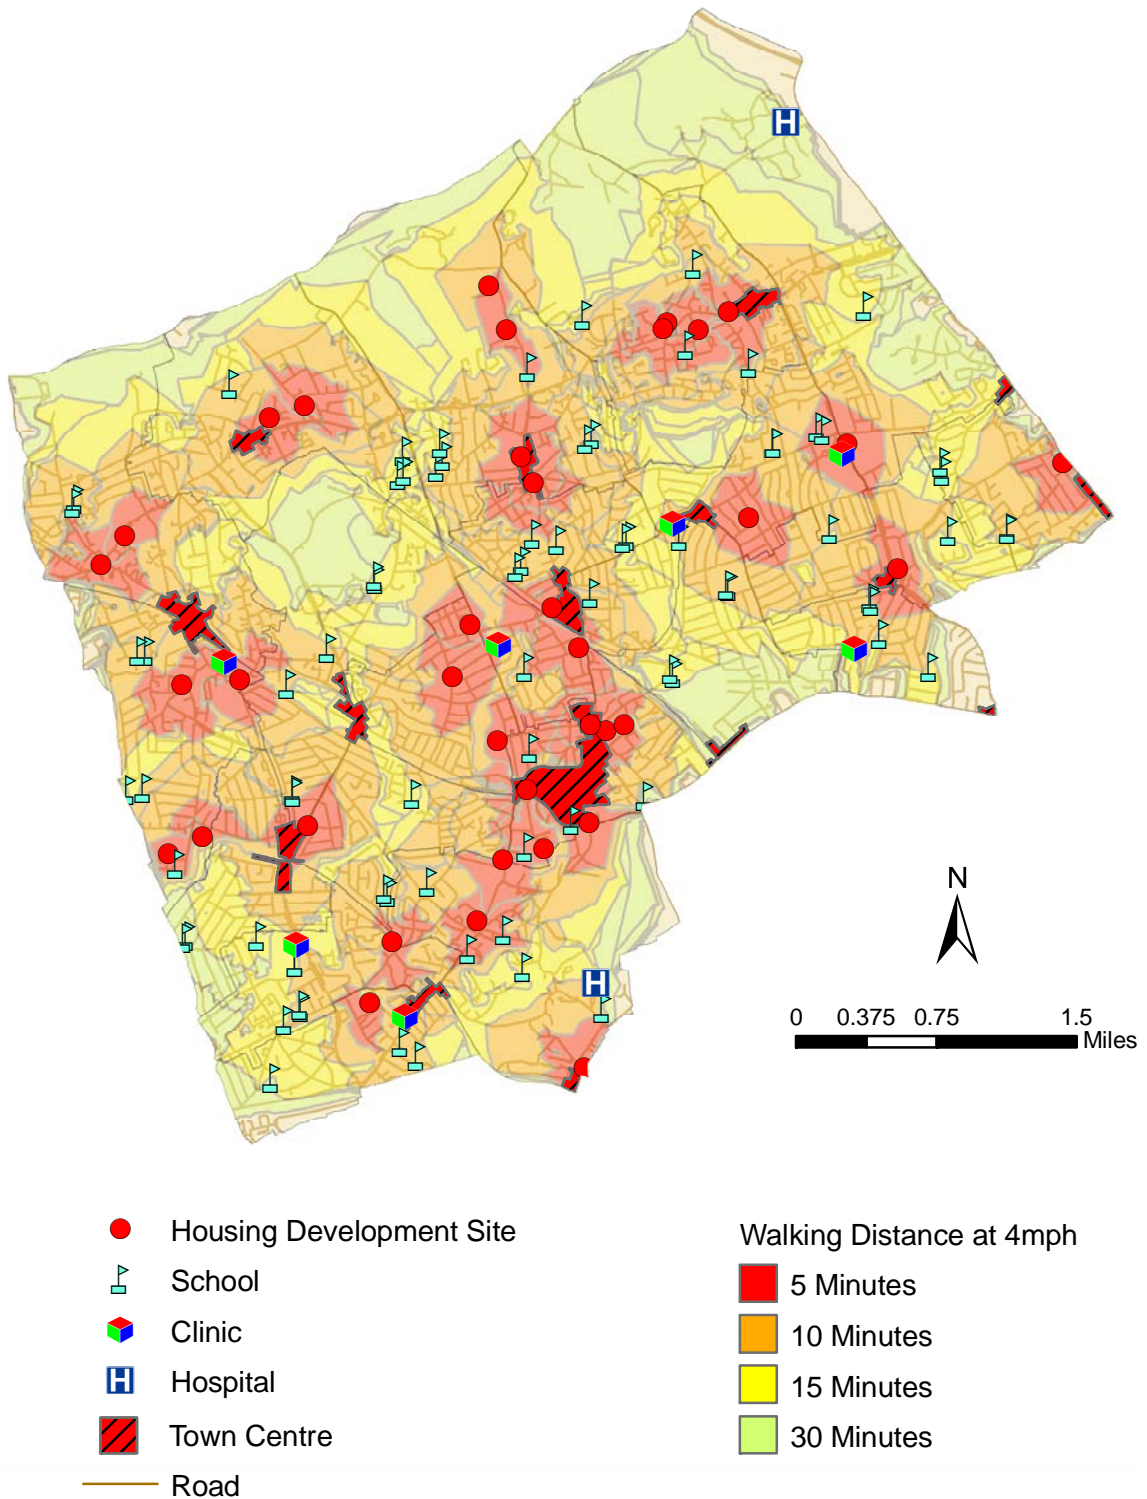 H
H
N
0 0.375 0.75 1.5
Miles
Housing Development Site
School
Clinic
H Hospital
Town Centre
Road
Walking Distance at 4mph
5 Minutes
10 Minutes
15 Minutes
30 Minutes